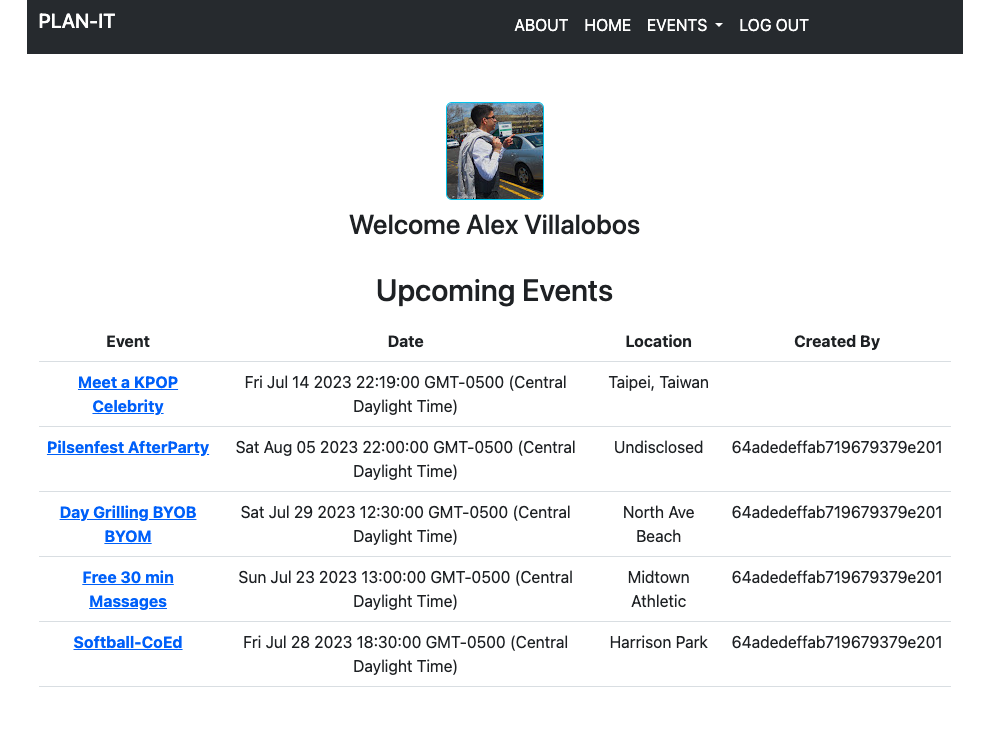 PLAN-IT
ABOUT HOME EVENTS LOG OUT
Welcome Alex Villalobos
Upcoming Events
Event Date Location Created By
Meet a KPOP Fri Jul 14 2023 22:19:00 GMT-0500 (Central Taipei, Taiwan
Celebrity Daylight Time)
Pilsenfest AfterParty Sat Aug 05 2023 22:00:00 GMT-0500 (Central Undisclosed 64adedeffab719679379e201
Daylight Time)
Day Grilling BYOB Sat Jul 29 2023 12:30:00 GMT-0500 (Central North Ave 64adedeffab719679379e201
BYOM Daylight Time) Beach
Free 30 min Sun Jul 23 2023 13:00:00 GMT-0500 (Central Midtown 64adedeffab719679379e201
Massages Daylight Time) Athletic
Softball-CoEd Fri Jul 28 2023 18:30:00 GMT-0500 (Central Harrison Park 64adedeffab719679379e201
Daylight Time)